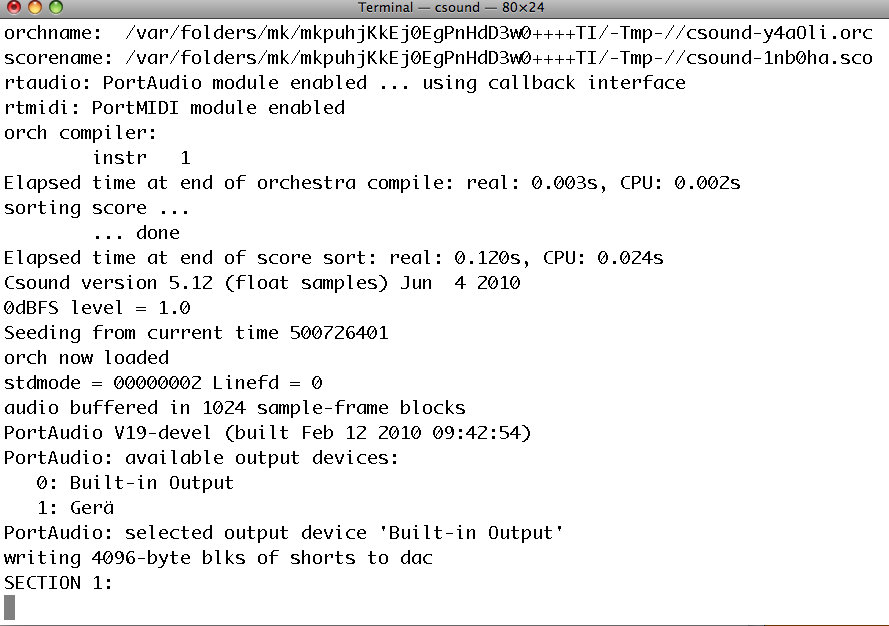 Terminal — csound — 80×24
orchname:  /var/folders/mk/mkpuhjKkEj0EgPnHdD3w0++++TI/-Tmp-//csound-y4aOli.orc
scorename: /var/folders/mk/mkpuhjKkEj0EgPnHdD3w0++++TI/-Tmp-//csound-1nb0ha.sco
rtaudio: PortAudio module enabled ... using callback interface
rtmidi: PortMIDI module enabled
orch compiler:
        instr   1
Elapsed time at end of orchestra compile: real: 0.003s, CPU: 0.002s
sorting score ...
        ... done
Elapsed time at end of score sort: real: 0.120s, CPU: 0.024s
Csound version 5.12 (float samples) Jun  4 2010
0dBFS level = 1.0
Seeding from current time 500726401
orch now loaded
stdmode = 00000002 Linefd = 0
audio buffered in 1024 sample-frame blocks
PortAudio V19-devel (built Feb 12 2010 09:42:54)
PortAudio: available output devices:
   0: Built-in Output
   1: Gerä
PortAudio: selected output device 'Built-in Output'
writing 4096-byte blks of shorts to dac
SECTION 1: